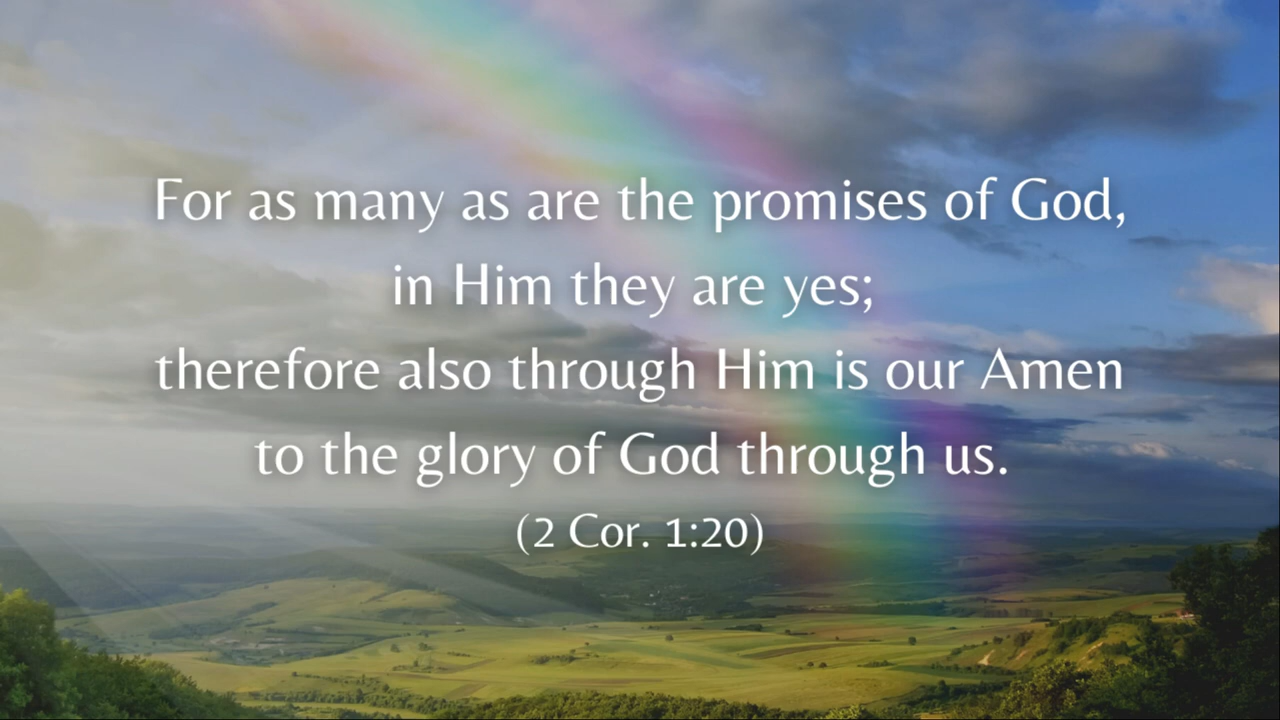 For as many as are the promises of God,
in Him they are yes;
therefore also through Him is our Amen
to the glory of God through us.
(2 Cor. 1:20)